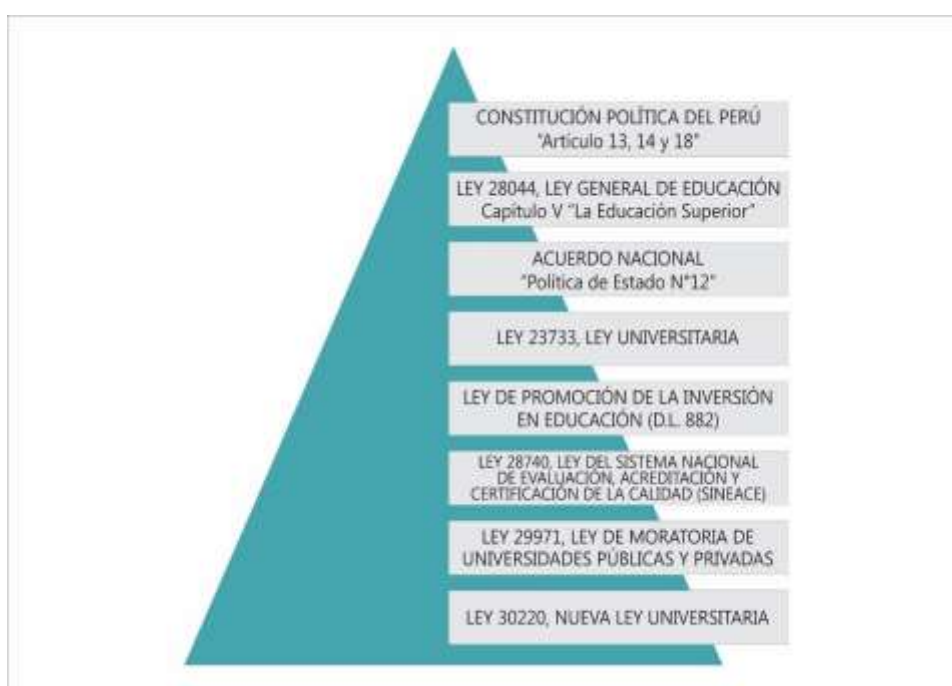 CONSTITUCIÓN POLÍTICA DEL PERÚ
"Artículo 13, 14 y 18"
LEY 28044, LEY GENERAL DE EDUCACIÓN
Capítulo V "La Educación Superior"
ACUERDO NACIONAL
"Política de Estado N°12"
LEY 23733, LEY UNIVERSITARIA
LEY DE PROMOCIÓN DE LA INVERSIÓN
EN EDUCACIÓN (D.L. 882)
LEY 28740, LEY DEL SISTEMA NACIONAL
DE EVALUACIÓN, ACREDITACIÓN Y
CERTIFICACIÓN DE LA CALIDAD (SINEACE)
LEY 29971, LEY DE MORATORIA DE
UNIVERSIDADES PÚBLICAS Y PRIVADAS
LEY 30220, NUEVA LEY UNIVERSITARIA